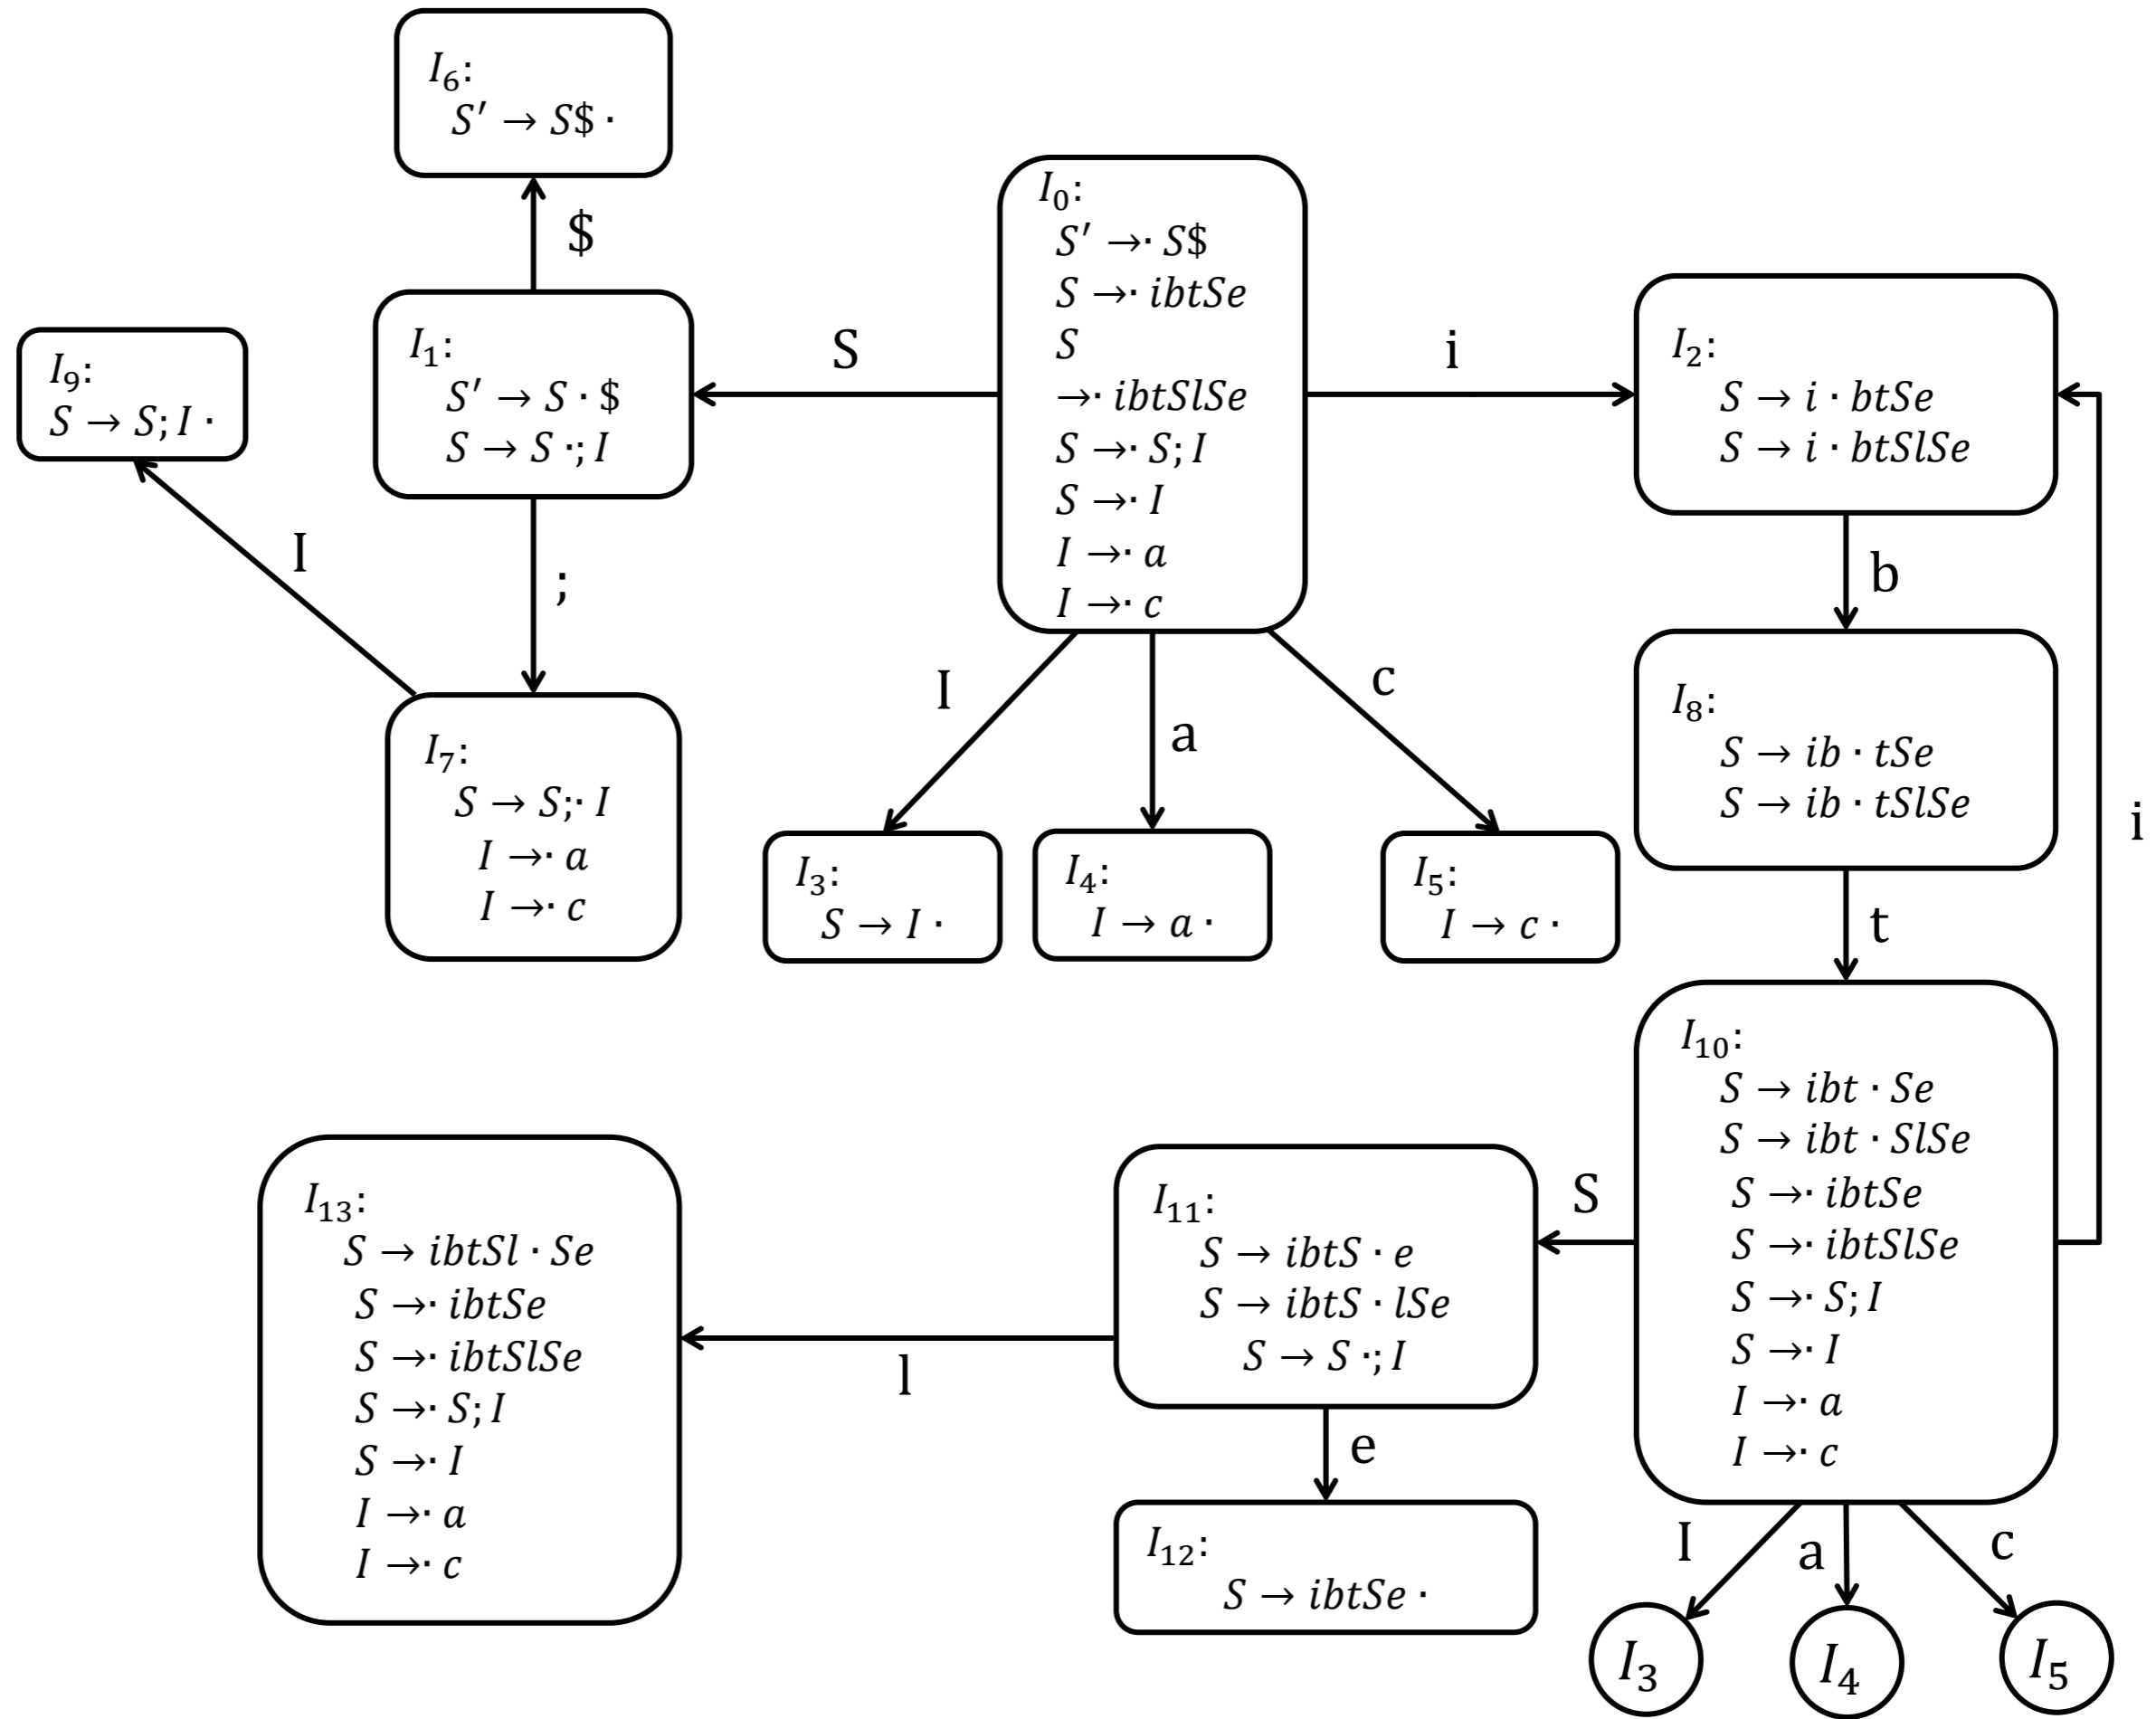 I₆:
S′ → S$ ·
$
I₀:
S′ →· S$
S →· ibtSe
S
→· ibtSlSe
S →· S; I
S →· I
I →· a
I →· c
I₁:
S′ → S · $
S → S ·; I
S
i
I₂:
S → i · btSe
S → i · btSlSe
I₉:
S → S; I ·
I
;
b
I₇:
S → S;· I
I →· a
I →· c
I
a
c
I₈:
S → ib · tSe
S → ib · tSlSe
i
I₃:
S → I ·
I₄:
I → a ·
I₅:
I → c ·
t
I₁₀:
S → ibt · Se
S → ibt · SlSe
S →· ibtSe
S →· ibtSlSe
S →· S; I
S →· I
I →· a
I →· c
S
I₁₁:
S → ibtS · e
S → ibtS · lSe
S → S ·; I
l
I₁₃:
S → ibtSl · Se
S →· ibtSe
S →· ibtSlSe
S →· S; I
S →· I
I →· a
I →· c
e
I₁₂:
S → ibtSe ·
I
a
c
I₃
I₄
I₅